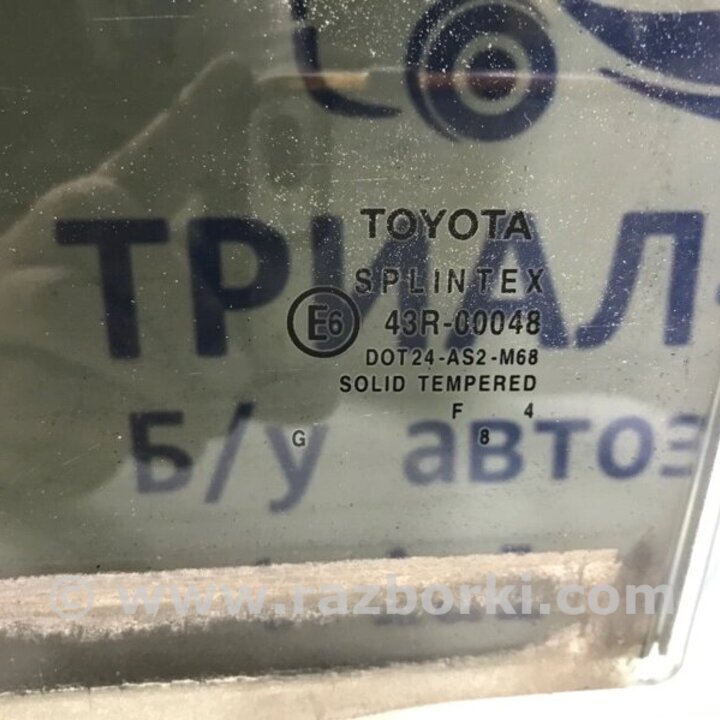 TOYOTA
SPLINTEX
E6 43R-00048
DOT24-AS2-M68
SOLID TEMPERED
F 4
G 8
ТРИАЛ
Б/у автоз
© www.razborki.com